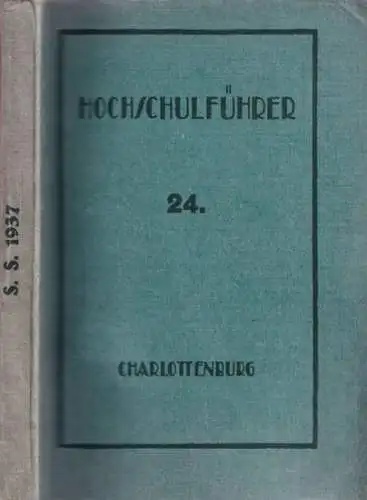 S. S. 1937
HOCHSCHULFÜHRER
24.
CHARLOTTENBURG